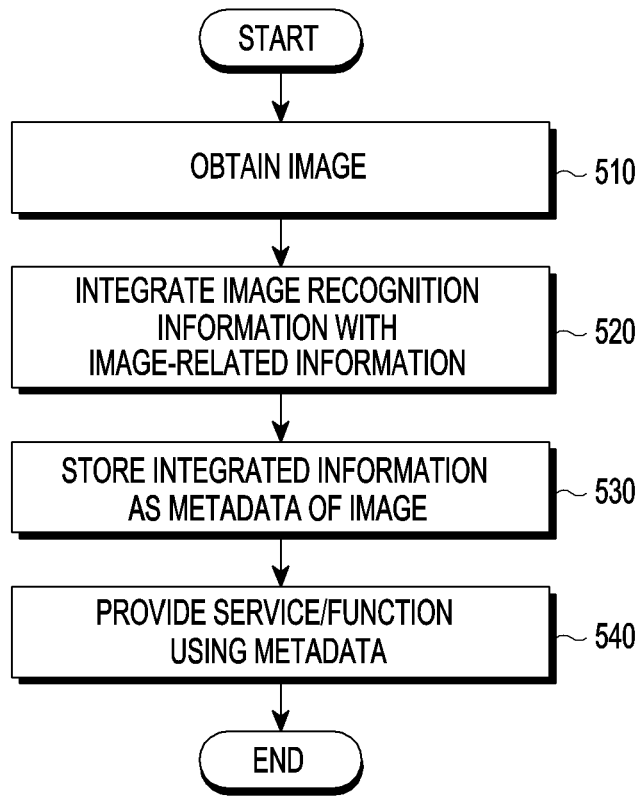 START
OBTAIN IMAGE
510
INTEGRATE IMAGE RECOGNITION
INFORMATION WITH
IMAGE-RELATED INFORMATION
520
STORE INTEGRATED INFORMATION
AS METADATA OF IMAGE
530
PROVIDE SERVICE/FUNCTION
USING METADATA
540
END